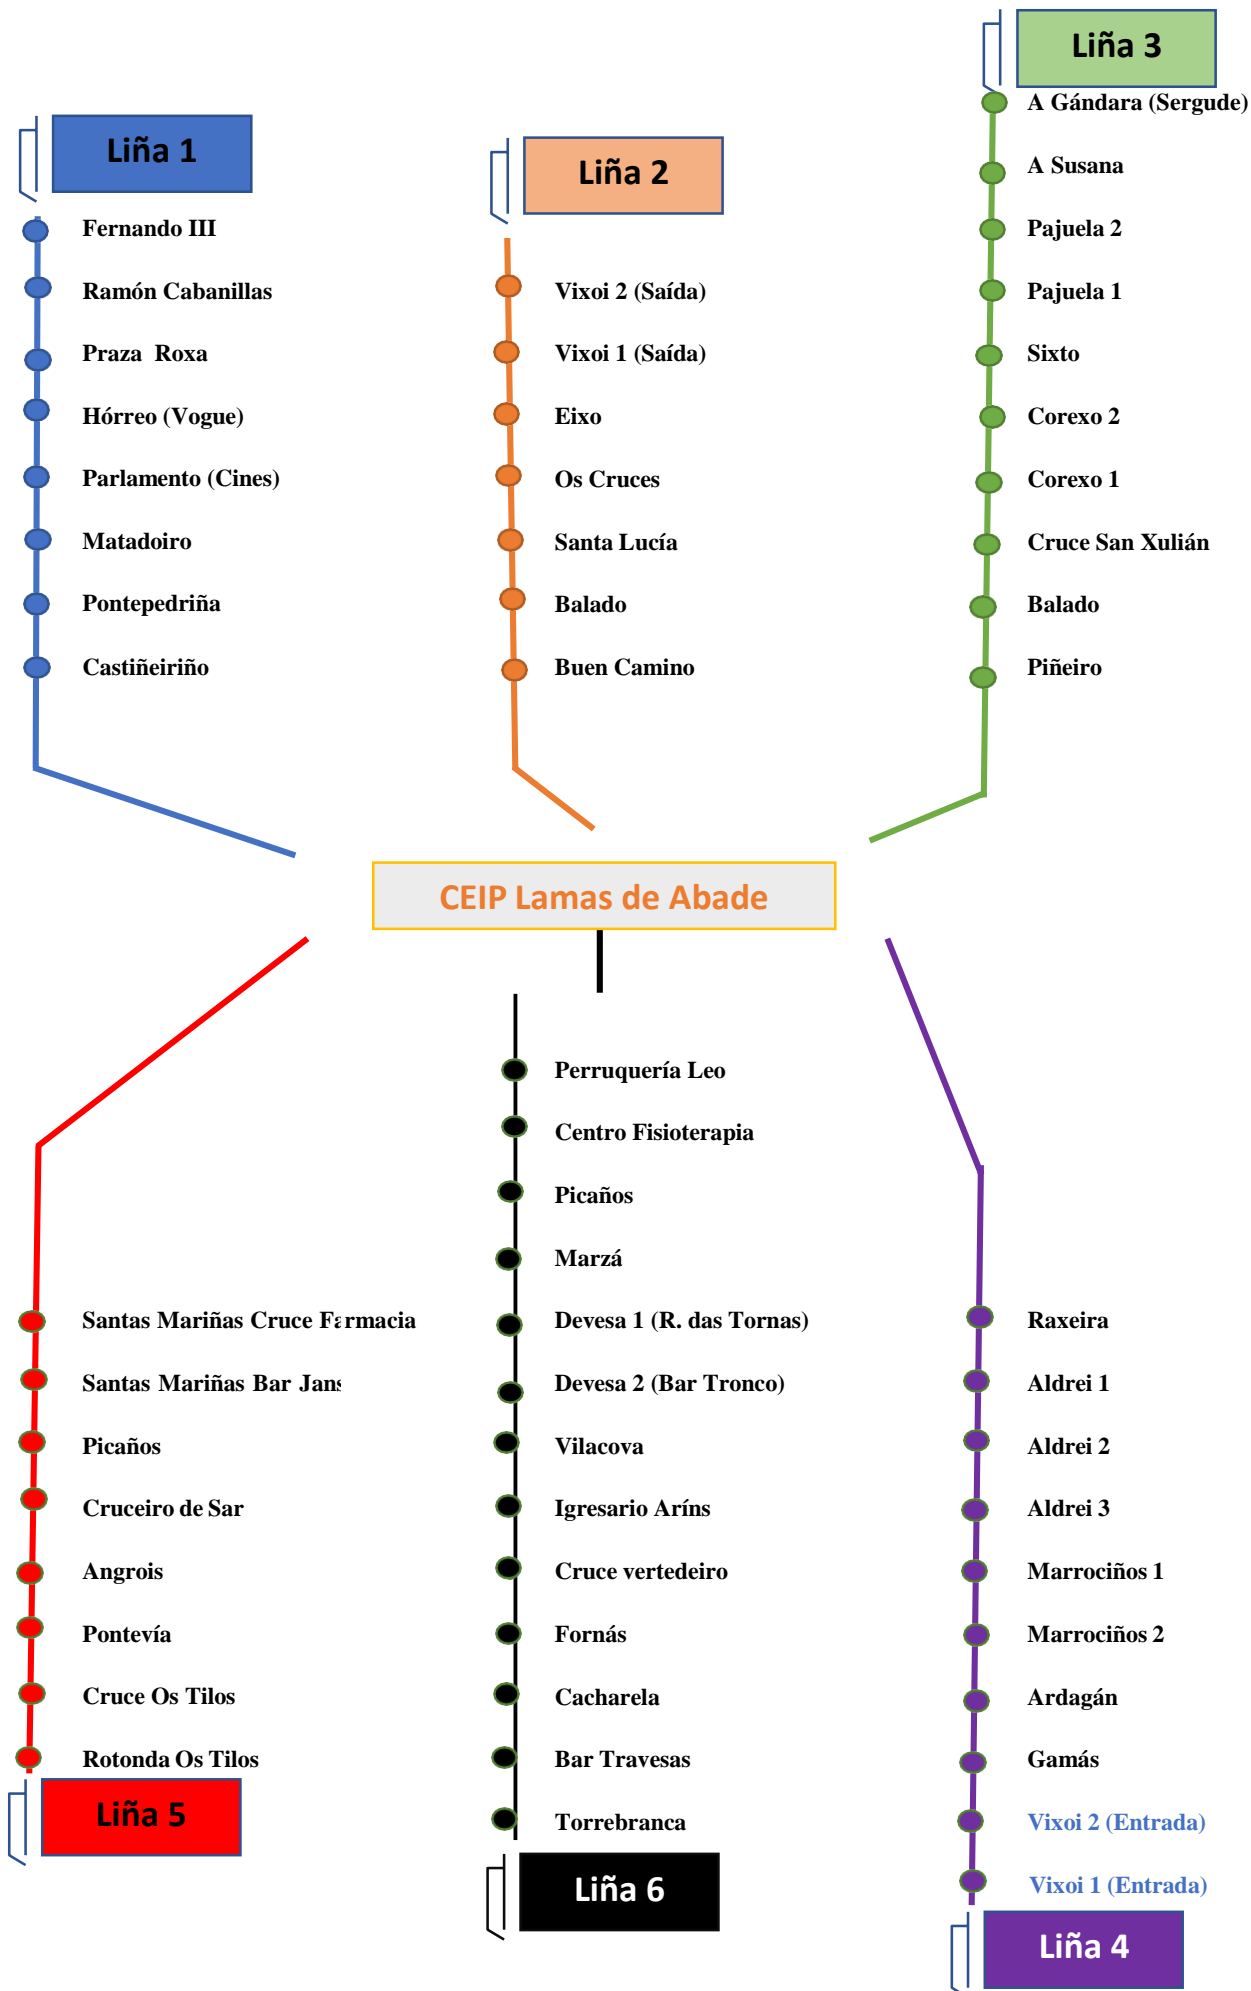 Liña 1
Fernando III
Ramón Cabanillas
Praza Roxa
Hórreo (Vogue)
Parlamento (Cines)
Matadoiro
Pontepedriña
Castiñeiriño
Liña 2
Vixoi 2 (Saída)
Vixoi 1 (Saída)
Eixo
Os Cruces
Santa Lucía
Balado
Buen Camino
Liña 3
A Gándara (Sergude)
A Susana
Pajuela 2
Pajuela 1
Sixto
Corexo 2
Corexo 1
Cruce San Xulián
Balado
Piñeiro
CEIP Lamas de Abade
Santas Mariñas Cruce Farmacia
Santas Mariñas Bar Jans
Picaños
Cruceiro de Sar
Angrois
Pontevía
Cruce Os Tilos
Rotonda Os Tilos
Liña 5
Perruquería Leo
Centro Fisioterapia
Picaños
Marzá
Devesa 1 (R. das Tornas)
Devesa 2 (Bar Tronco)
Vilacova
Igresario Aríns
Cruce vertedeiro
Fornás
Cacharela
Bar Travesas
Torrebranca
Liña 6
Raxeira
Aldrei 1
Aldrei 2
Aldrei 3
Marrociños 1
Marrociños 2
Ardagán
Gamás
Vixoi 2 (Entrada)
Vixoi 1 (Entrada)
Liña 4